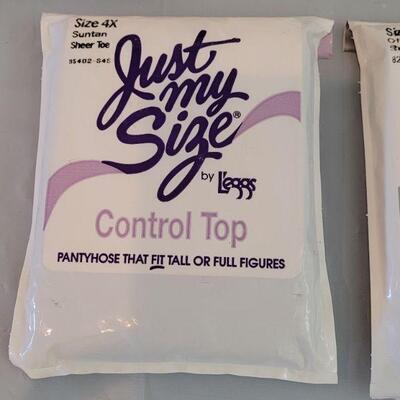 Size 4X
Suntan
Sheer Toe
Just
my
Size®
by L'eggs
Control Top
PANTYHOSE THAT FIT TALL OR FULL FIGURES